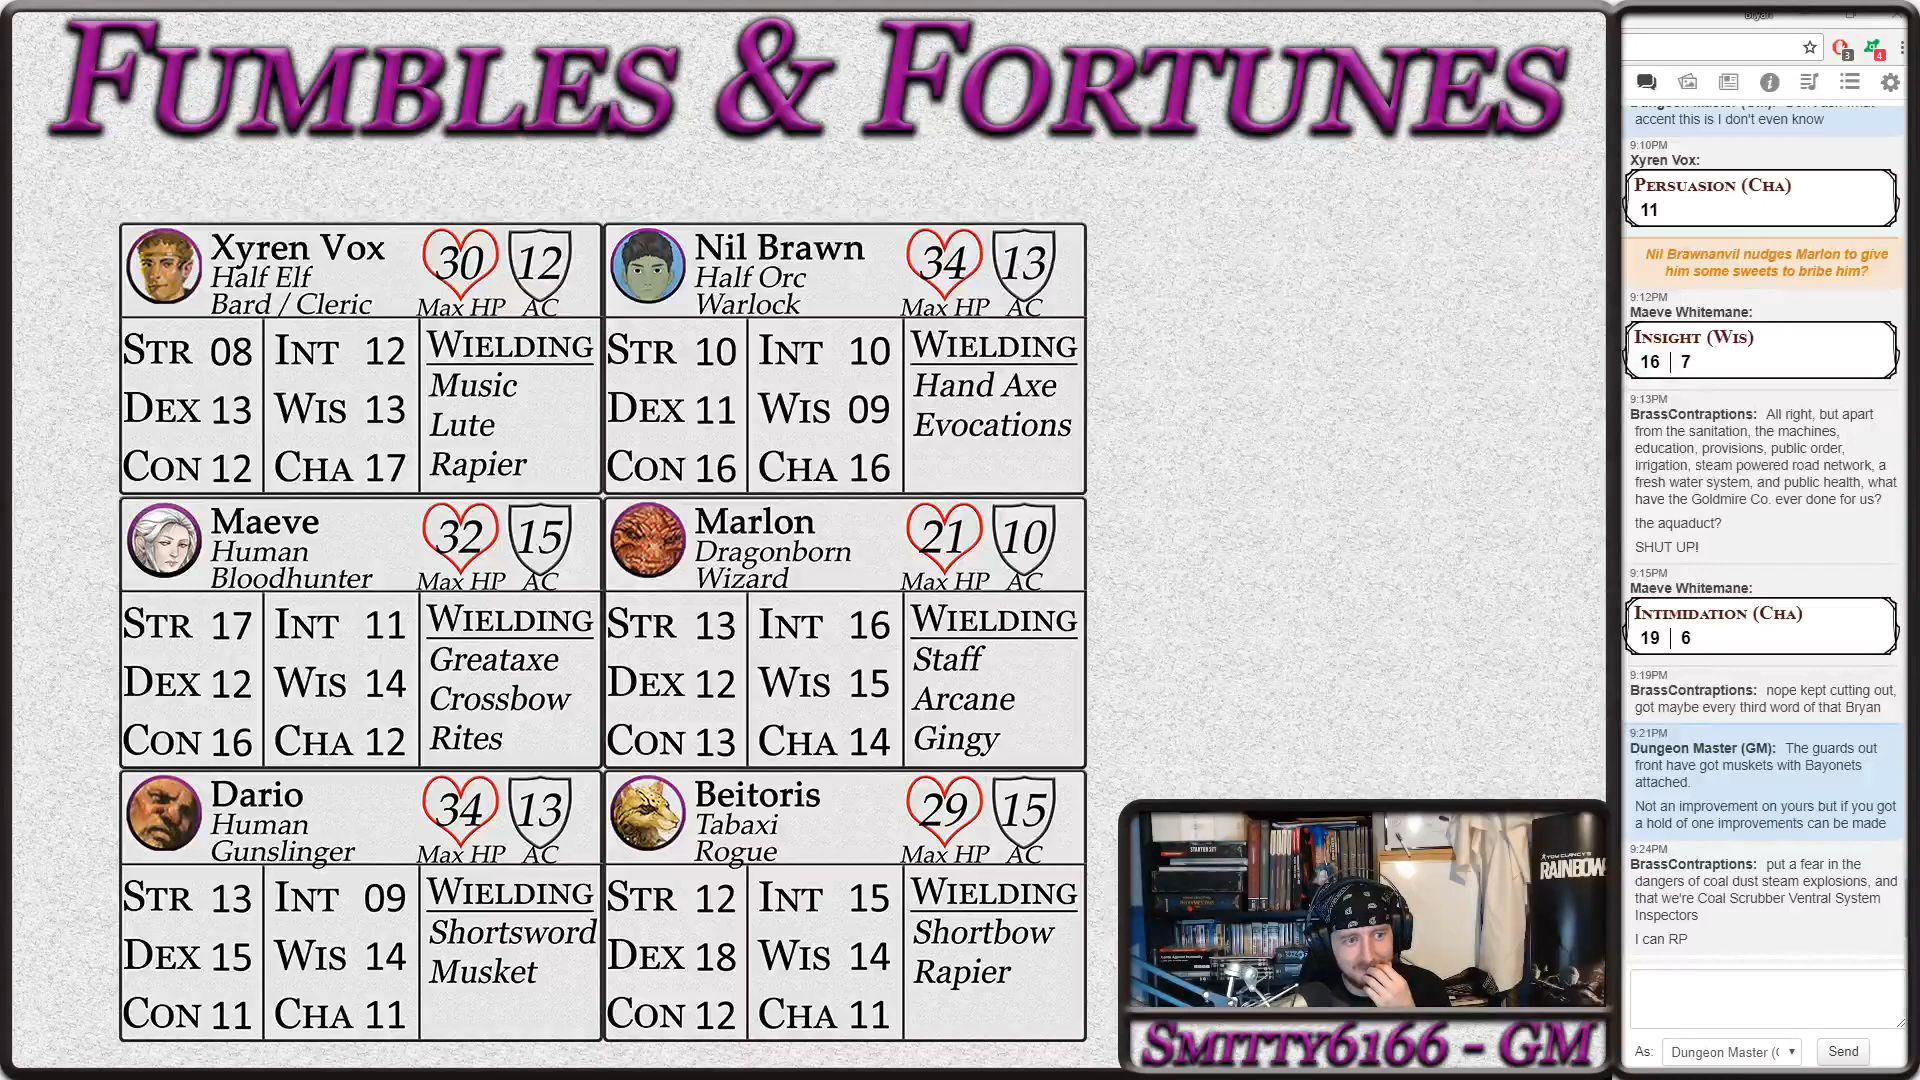 FUMBLES & FORTUNES
Xyren Vox
Half Elf
Bard / Cleric
30
Max HP
12
AC
STR 08
INT 12
DEX 13
WIS 13
CON 12
CHA 17
WIELDING
Music
Lute
Rapier
Nil Brawn
Half Orc
Warlock
34
Max HP
13
AC
STR 10
INT 10
DEX 11
WIS 09
CON 16
CHA 16
WIELDING
Hand Axe
Evocations
Maeve
Human
Bloodhunter
32
Max HP
15
AC
STR 17
INT 11
DEX 12
WIS 14
CON 16
CHA 12
WIELDING
Greataxe
Crossbow
Rites
Marlon
Dragonborn
Wizard
21
Max HP
10
AC
STR 13
INT 16
DEX 12
WIS 15
CON 13
CHA 14
WIELDING
Staff
Arcane
Gingy
Dario
Human
Gunslinger
34
Max HP
13
AC
STR 13
INT 09
DEX 15
WIS 14
CON 11
CHA 11
WIELDING
Shortsword
Musket
Beitoris
Tabaxi
Rogue
29
Max HP
15
AC
STR 12
INT 15
DEX 18
WIS 14
CON 12
CHA 11
WIELDING
Shortbow
Rapier
STARTER SET
TOM CLANCY'S
RAINBOW
SMITTY6166 - GM
Bryan
3
4
accent this is I don't even know
9:10PM
Xyren Vox:
PERSUASION (CHA)
11
Nil Brawnanvil nudges Marlon to give
him some sweets to bribe him?
9:12PM
Maeve Whitemane:
INSIGHT (WIS)
16 | 7
9:13PM
BrassContraptions: All right, but apart
from the sanitation, the machines,
education, provisions, public order,
irrigation, steam powered road network, a
fresh water system, and public health, what
have the Goldmire Co. ever done for us?
the aquaduct?
SHUT UP!
9:15PM
Maeve Whitemane:
INTIMIDATION (CHA)
19 | 6
9:19PM
BrassContraptions: nope kept cutting out,
got maybe every third word of that Bryan
9:21PM
Dungeon Master (GM): The guards out
front have got muskets with Bayonets
attached.
Not an improvement on yours but if you got
a hold of one improvements can be made
9:24PM
BrassContraptions: put a fear in the
dangers of coal dust steam explosions, and
that we're Coal Scrubber Ventral System
Inspectors
I can RP
As: Dungeon Master (
Send